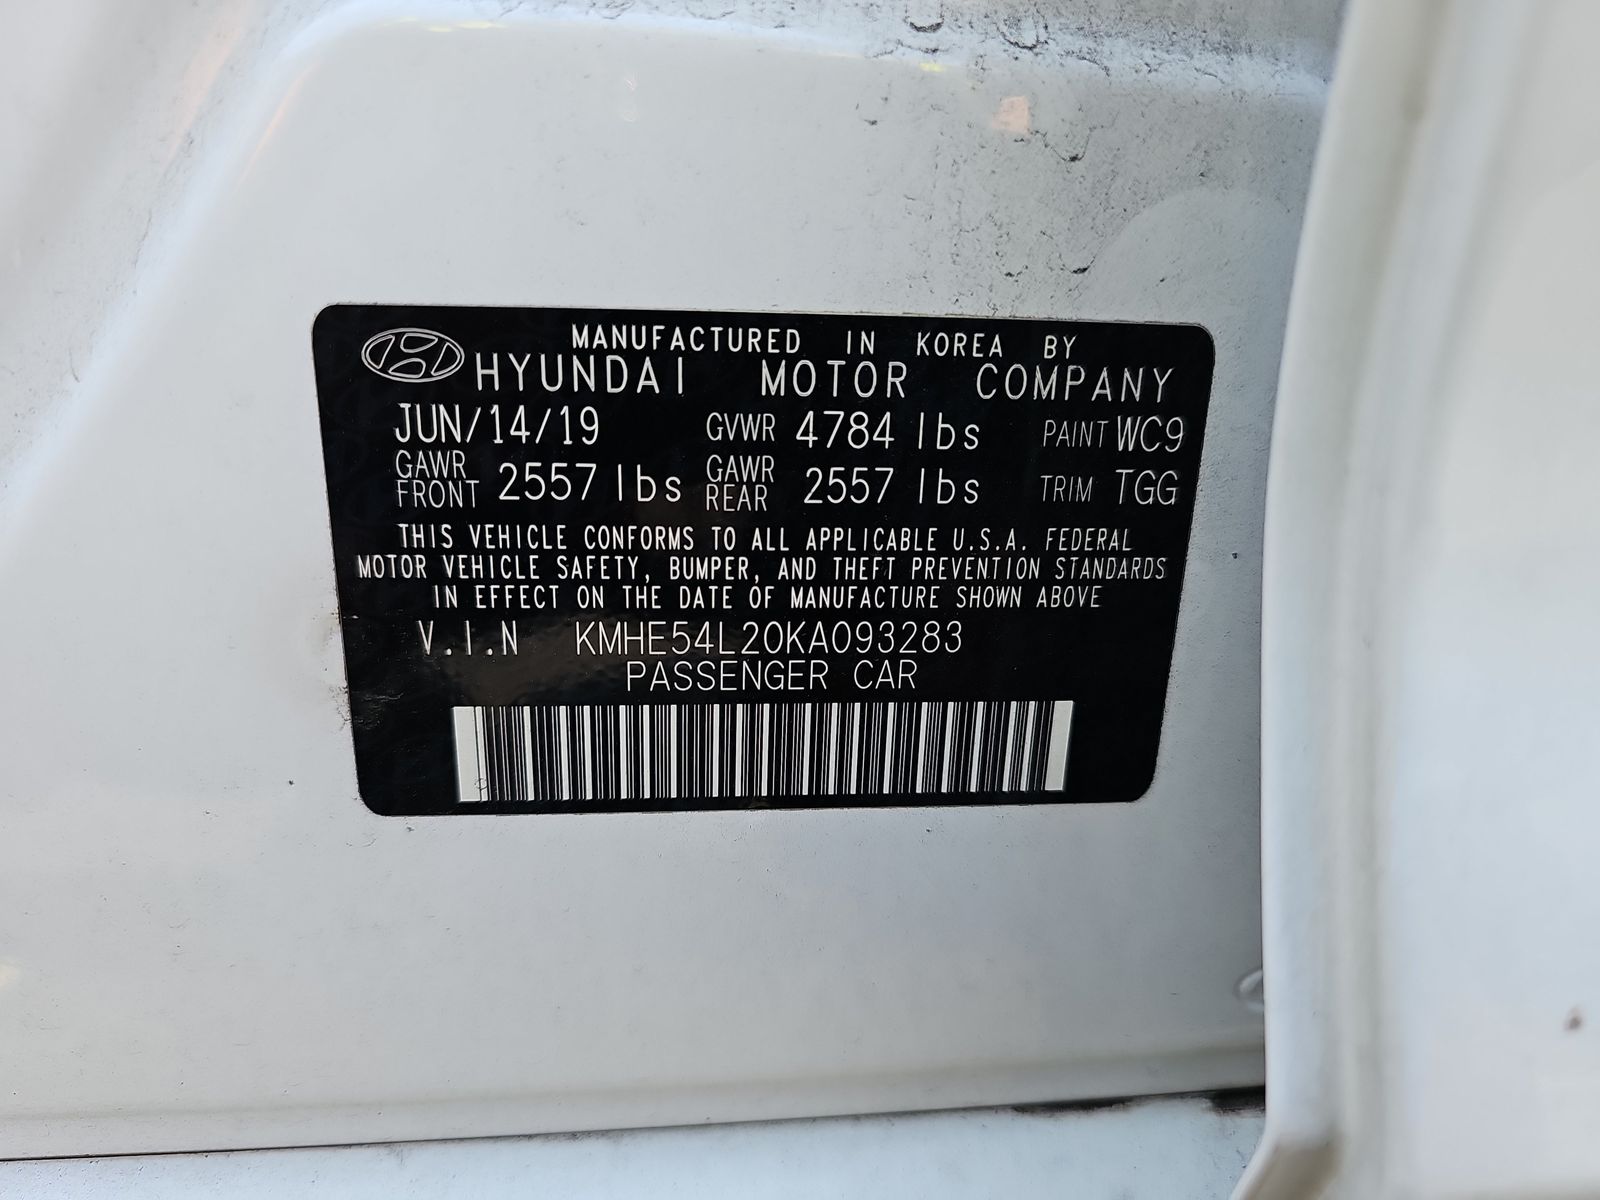 MANUFACTURED IN KOREA BY
HYUNDAI MOTOR COMPANY
JUN/14/19 GVWR 4784 lbs PAINT WC9
GAWR FRONT 2557 lbs GAWR REAR 2557 lbs TRIM TGG
THIS VEHICLE CONFORMS TO ALL APPLICABLE U.S.A. FEDERAL
MOTOR VEHICLE SAFETY, BUMPER, AND THEFT PREVENTION STANDARDS
IN EFFECT ON THE DATE OF MANUFACTURE SHOWN ABOVE
V.I.N KMHE54L20KA093283
PASSENGER CAR